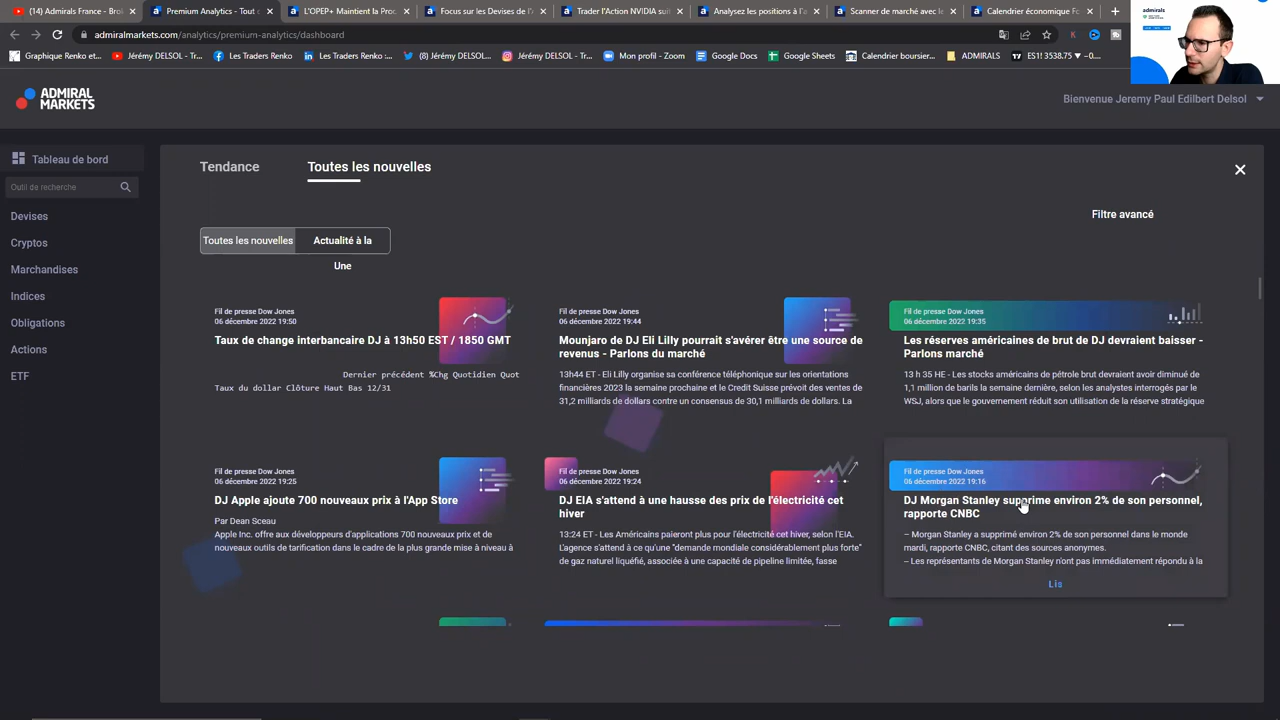 (14) Admirals France - Brok
Premium Analytics - Tout e
L'OPEP+ Maintient la Proc
Focus sur les Devises de l'
Trader l'Action NVIDIA suit
Analysez les positions à l'a
Scanner de marché avec le
Calendrier économique Fo
admirals
admiralmarkets.com/analytics/premium-analytics/dashboard
Graphique Renko et...
Jérémy DELSOL - Tra...
Les Traders Renko
Les Traders Renko
(8) Jérémy DELSOL -...
Jérémy DELSOL •...
Mon profil - Zoom
Google Docs
Google Sheets
Calendrier boursier...
ADMIRALS
ES1! 3538.75 ▼ −0....
ADMIRAL
MARKETS
Bienvenue Jeremy Paul Edilbert Delsol
Tableau de bord
Outil de recherche
Devises
Cryptos
Marchandises
Indices
Obligations
Actions
ETF
Tendance
Toutes les nouvelles
Filtre avancé
Toutes les nouvelles
Actualité à la
Une
Fil de presse Dow Jones
06 décembre 2022 19:50
Taux de change interbancaire DJ à 13h50 EST / 1850 GMT
Dernier précédent %Chg Quotidien Quot
Taux du dollar Clôture Haut Bas 12/31
Fil de presse Dow Jones
06 décembre 2022 19:44
Mounjaro de DJ Eli Lilly pourrait s'avérer être une source de
revenus - Parlons du marché
13h44 ET - Eli Lilly organise sa conférence téléphonique sur les orientations
financières 2023 la semaine prochaine et le Credit Suisse prévoit des ventes de
31,2 milliards de dollars contre un consensus de 30,1 milliards de dollars. La
Fil de presse Dow Jones
06 décembre 2022 19:35
Les réserves américaines de brut de DJ devraient baisser -
Parlons marché
13 h 35 HE - Les stocks américains de pétrole brut devraient avoir diminué de
1,1 million de barils la semaine dernière, selon les analystes interrogés par le
WSJ, alors que le gouvernement réduit son utilisation de la réserve stratégique
Fil de presse Dow Jones
06 décembre 2022 19:25
DJ Apple ajoute 700 nouveaux prix à l'App Store
Par Dean Sceau
Apple Inc. offre aux développeurs d'applications 700 nouveaux prix et de
nouveaux outils de tarification dans le cadre de la plus grande mise à niveau de
Fil de presse Dow Jones
06 décembre 2022 19:24
DJ EIA s'attend à une hausse des prix de l'électricité cet
hiver
13:24 ET - Les Américains paieront plus pour l'électricité cet hiver, selon l'EIA.
L'agence s'attend à ce qu'une "demande mondiale considérablement plus forte"
de gaz naturel liquéfié, associée à une capacité de pipeline limitée, fasse
Fil de presse Dow Jones
06 décembre 2022 19:16
DJ Morgan Stanley supprime environ 2% de son personnel,
rapporte CNBC
– Morgan Stanley a supprimé environ 2% de son personnel dans le monde
mardi, rapporte CNBC, citant des sources anonymes.
– Les représentants de Morgan Stanley n'ont pas immédiatement répondu à la
Lis